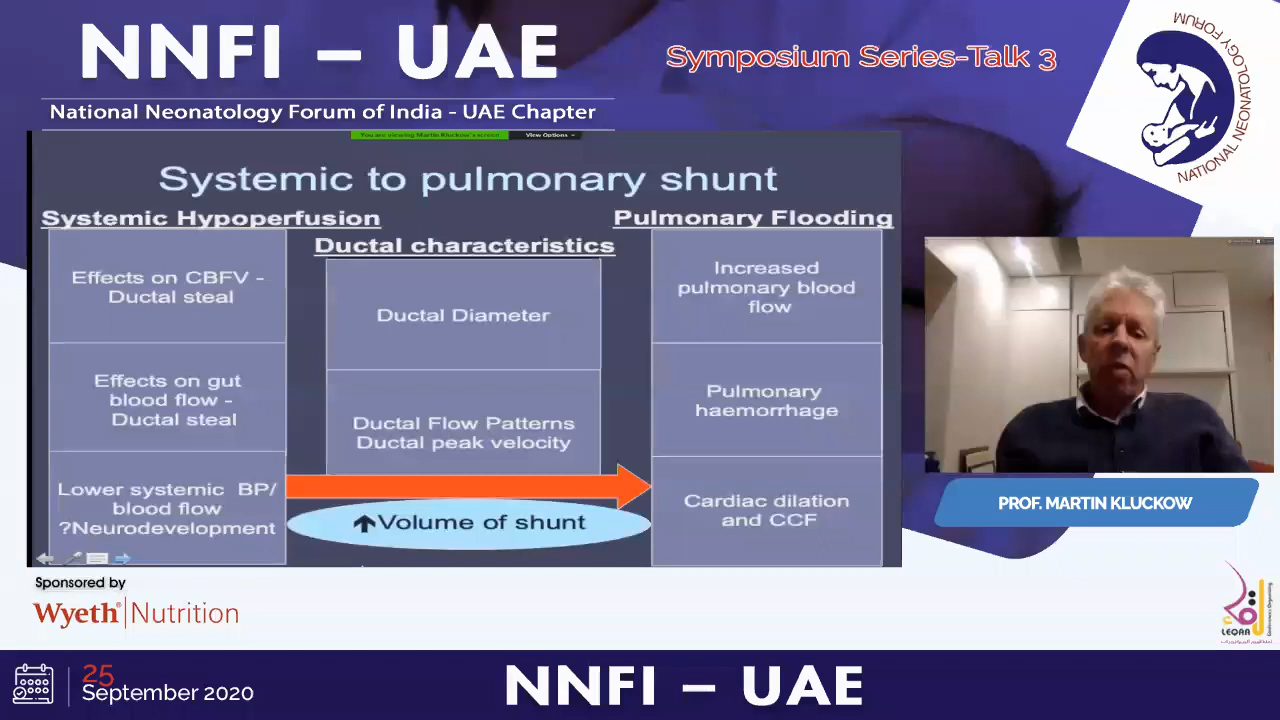 NNFI – UAE
National Neonatology Forum of India - UAE Chapter
Symposium Series-Talk 3
NATIONAL NEONATOLOGY FORUM
You are viewing Martin Kluckow's screen
View Options
Systemic to pulmonary shunt
Systemic Hypoperfusion
Effects on CBFV -
Ductal steal
Effects on gut
blood flow -
Ductal steal
Lower systemic BP/
blood flow
?Neurodevelopment
Ductal characteristics
Ductal Diameter
Ductal Flow Patterns
Ductal peak velocity
↑Volume of shunt
Pulmonary Flooding
Increased
pulmonary blood
flow
Pulmonary
haemorrhage
Cardiac dilation
and CCF
PROF. MARTIN KLUCKOW
Sponsored by
Wyeth® Nutrition
LEQAA
25
September 2020
NNFI – UAE